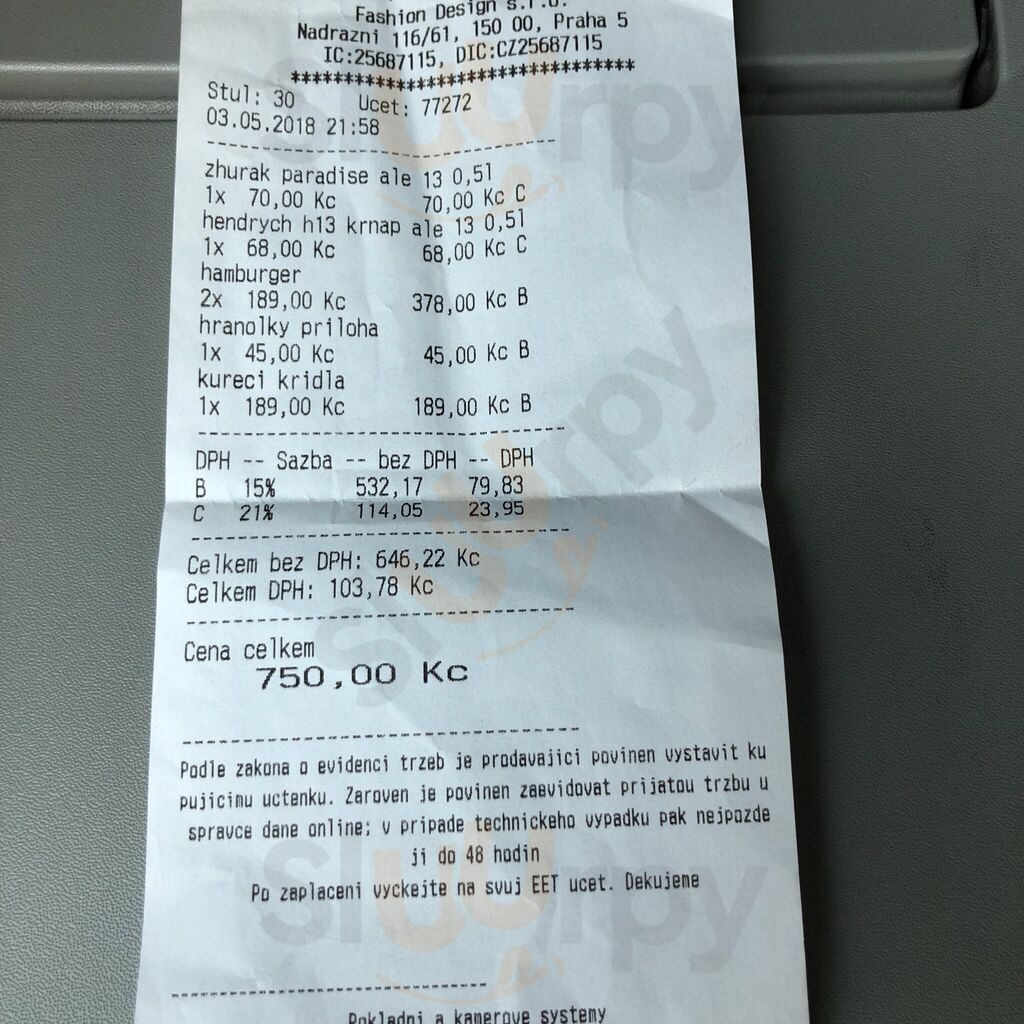 Fashion Design s.r.o.
Nadrazni 116/61, 150 00, Praha 5
IC:25687115, DIC:CZ25687115
***********************************
Stul: 30 Ucet: 77272
03.05.2018 21:58
-----------------------------------
zhurak paradise ale 13 0,5l
1x 70,00 Kc 70,00 Kc C
hendrych h13 krnap ale 13 0,5l
1x 68,00 Kc 68,00 Kc C
hamburger
2x 189,00 Kc 378,00 Kc B
hranolky priloha
1x 45,00 Kc 45,00 Kc B
kureci kridla
1x 189,00 Kc 189,00 Kc B
-----------------------------------
DPH -- Sazba -- bez DPH -- DPH
B 15% 532,17 79,83
C 21% 114,05 23,95
-----------------------------------
Celkem bez DPH: 646,22 Kc
Celkem DPH: 103,78 Kc
-----------------------------------
Cena celkem
750,00 Kc
-----------------------------------
Podle zakona o evidenci trzeb je prodavajici povinen vystavit ku
pujicimu uctenku. Zaroven je povinen zaevidovat prijatou trzbu u
spravce dane online; v pripade technickeho vypadku pak nejpozde
ji do 48 hodin
Po zaplaceni vyckejte na svuj EET ucet. Dekujeme
-----------------------------------
Pokladni a kamerove systemy
sluurpy
sluurpy
sluurpy